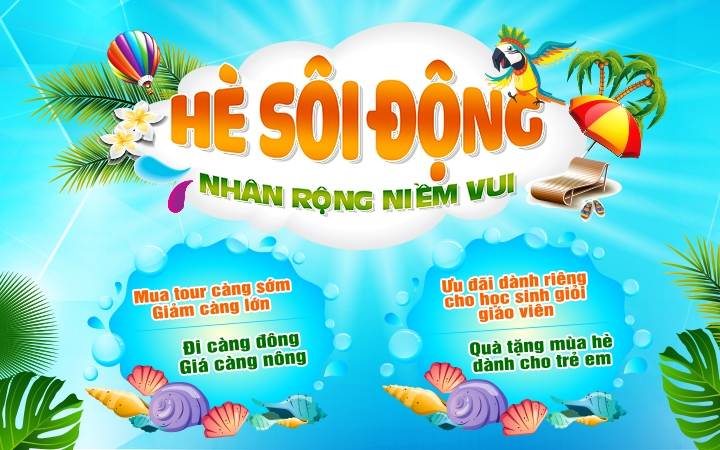 HÈ SÔI ĐỘNG
NHÂN RỘNG NIỀM VUI
Mua tour càng sớm
Giảm càng lớn
Đi càng đông
Giá càng nông
Ưu đãi dành riêng
cho học sinh giỏi
giáo viên
Quà tặng mùa hè
dành cho trẻ em